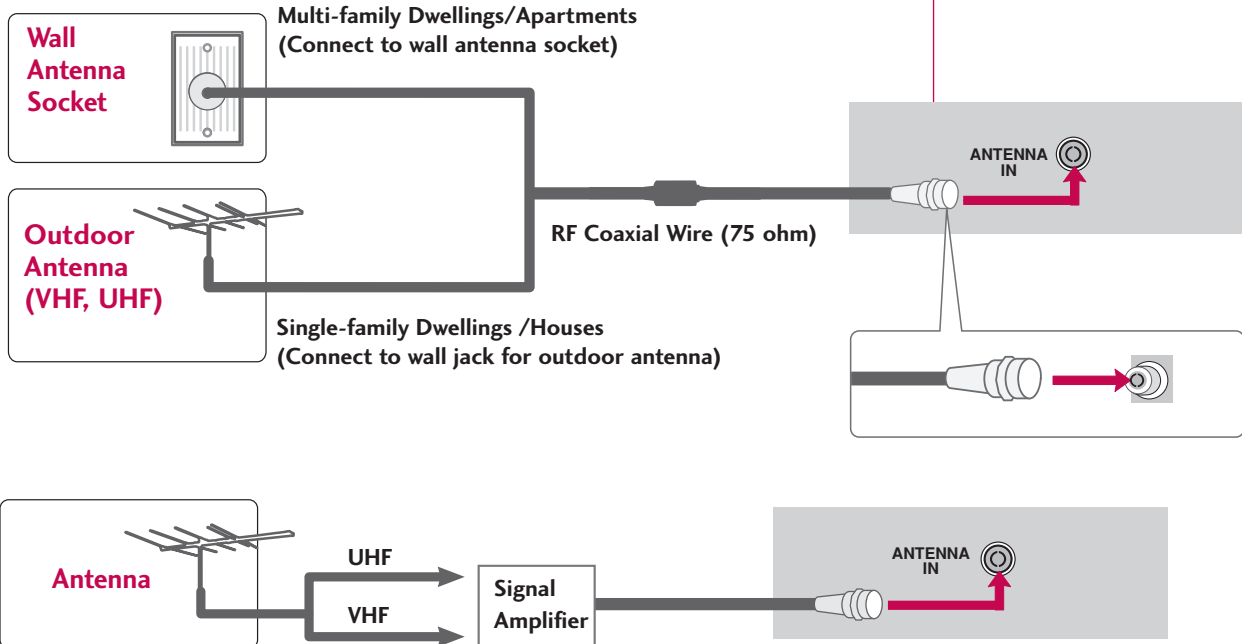 Multi-family Dwellings/Apartments
(Connect to wall antenna socket)
Wall
Antenna
Socket
ANTENNA
IN
RF Coaxial Wire (75 ohm)
Outdoor
Antenna
(VHF, UHF)
Single-family Dwellings /Houses
(Connect to wall jack for outdoor antenna)
Antenna
UHF
VHF
Signal
Amplifier
ANTENNA
IN